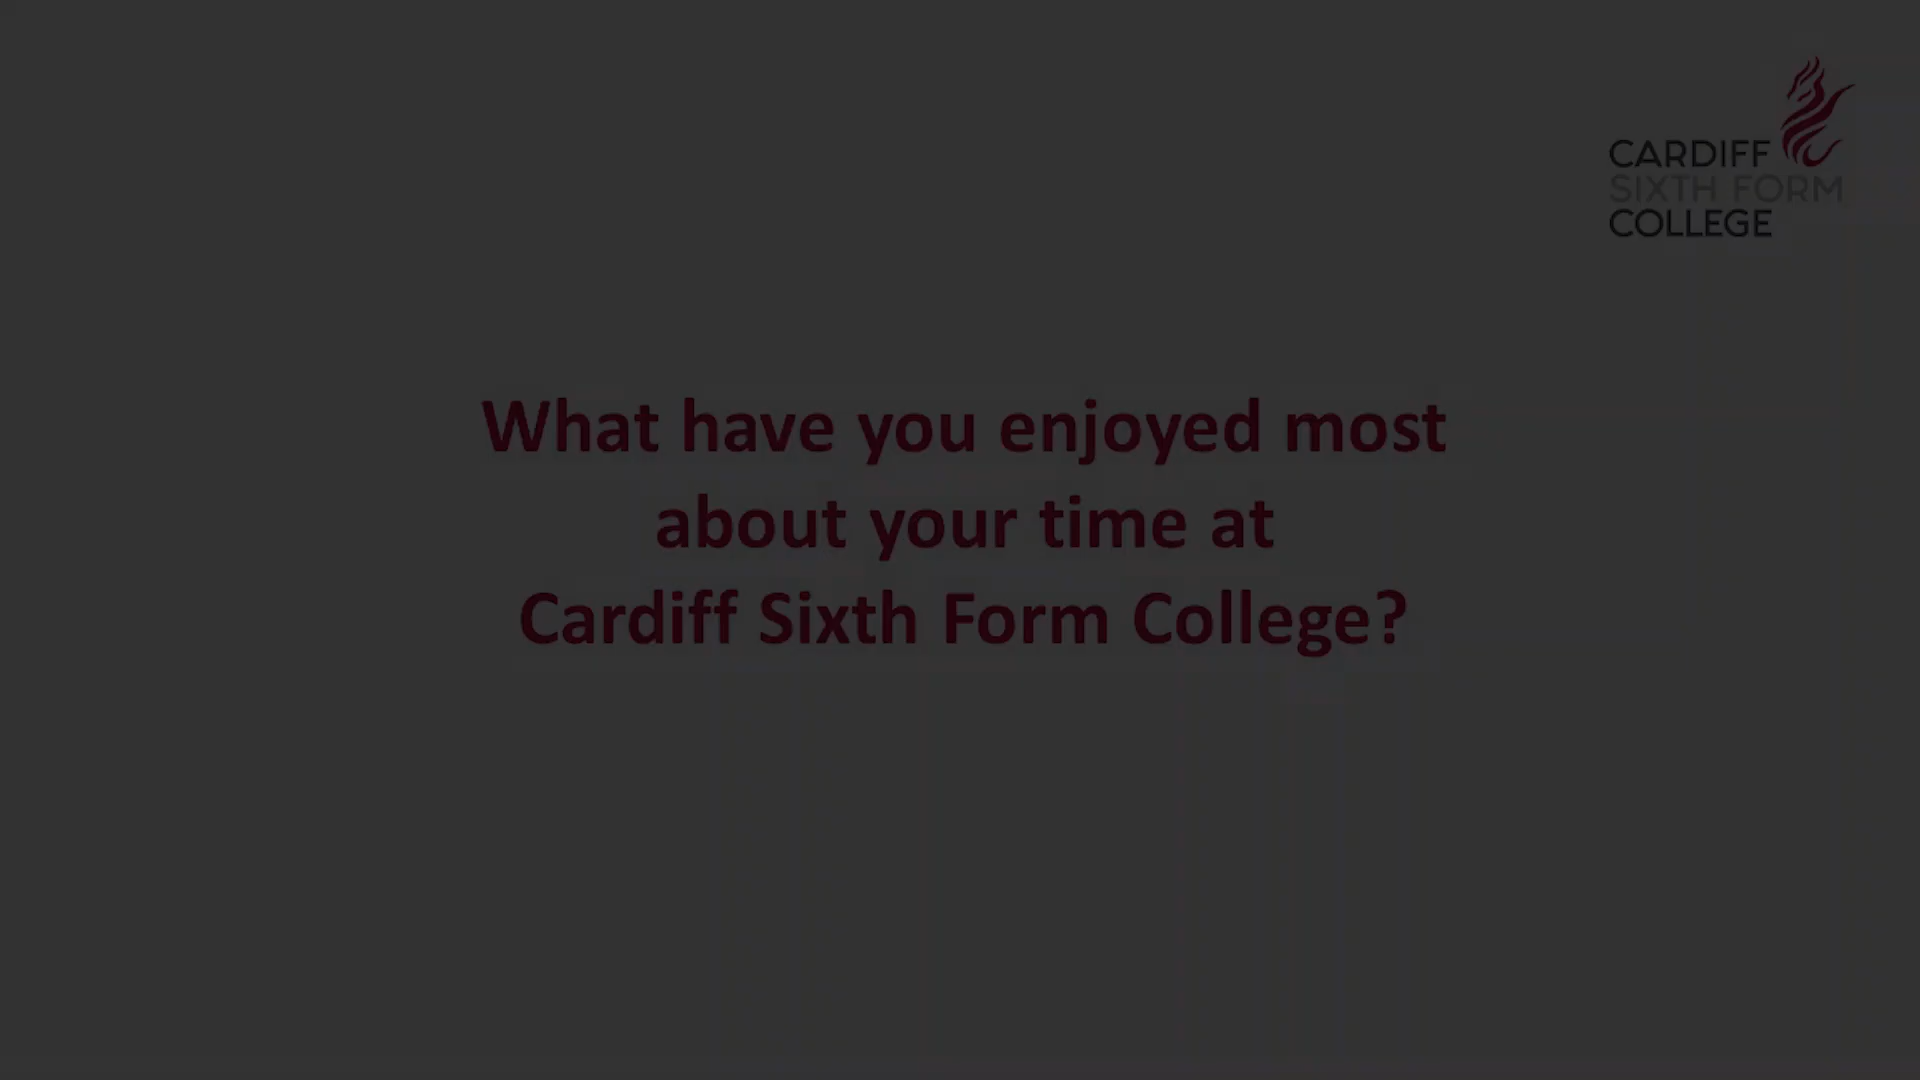 CARDIFF
SIXTH FORM
COLLEGE
What have you enjoyed most
about your time at
Cardiff Sixth Form College?